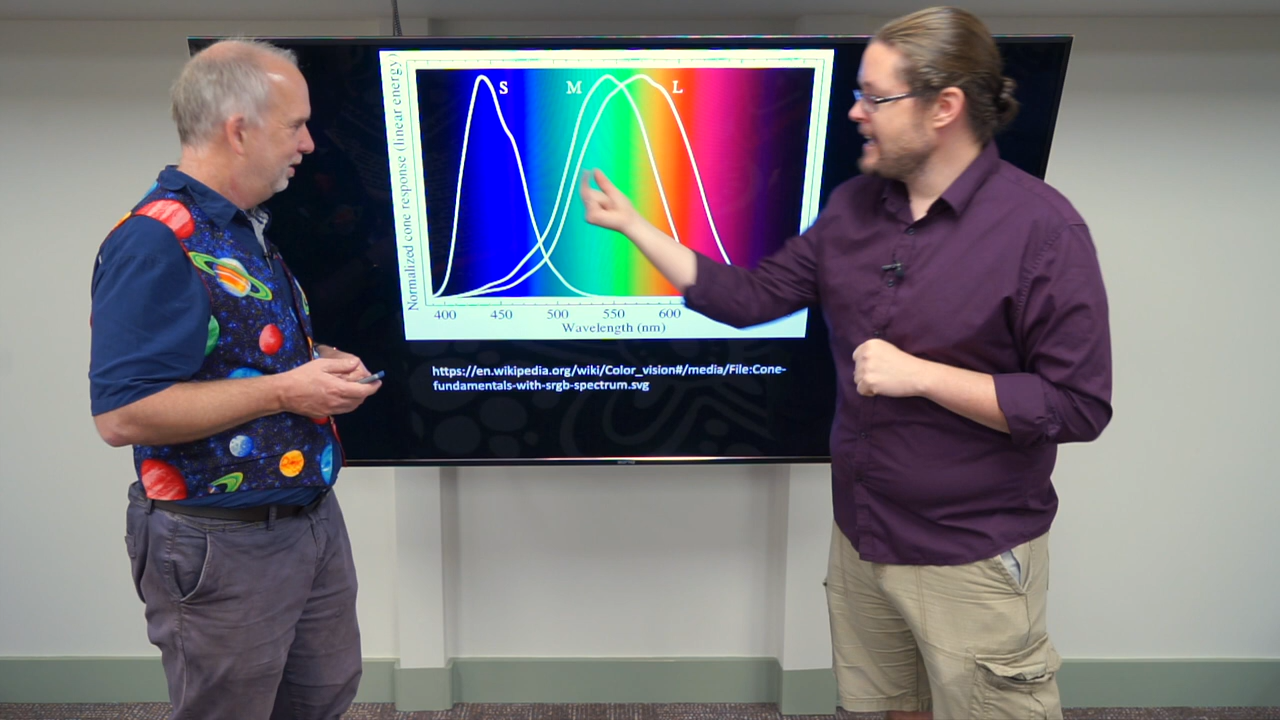 Normalized cone response (linear energy)
S
M
L
400 450 500 550 600
Wavelength (nm)
https://en.wikipedia.org/wiki/Color_vision#/media/File:Cone-
fundamentals-with-srgb-spectrum.svg